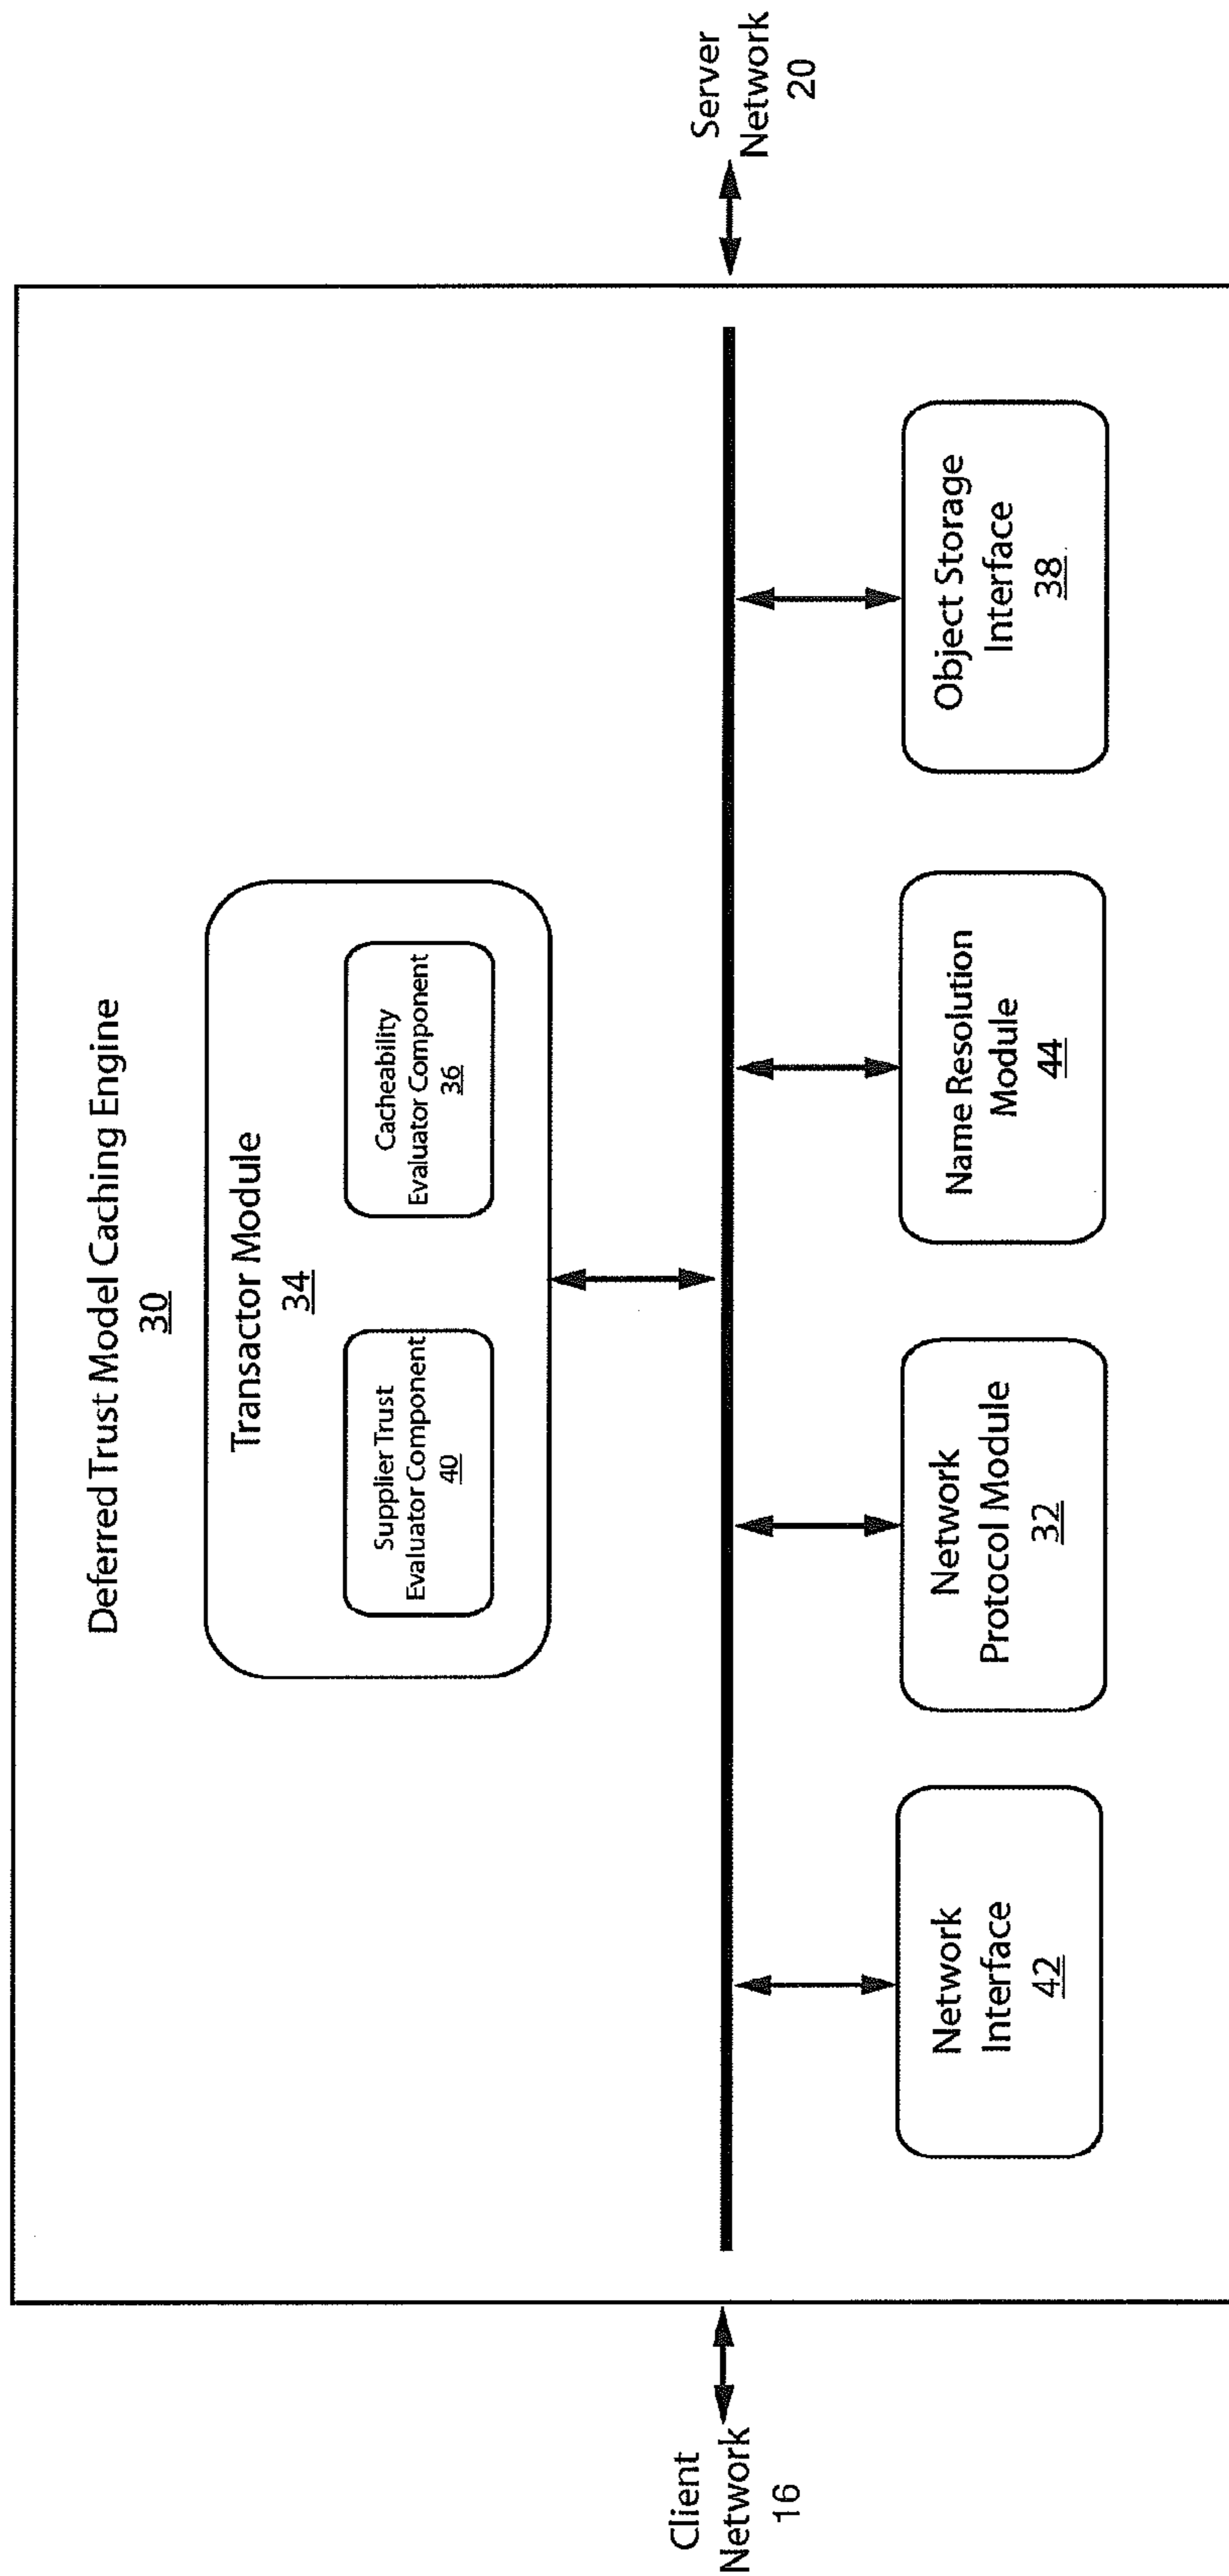 Deferred Trust Model Caching Engine
30
Transactor Module
34
Supplier Trust
Evaluator Component
40
Cacheability
Evaluator Component
36
Client
Network
16
Server
Network
20
Network
Interface
42
Network
Protocol Module
32
Name Resolution
Module
44
Object Storage
Interface
38